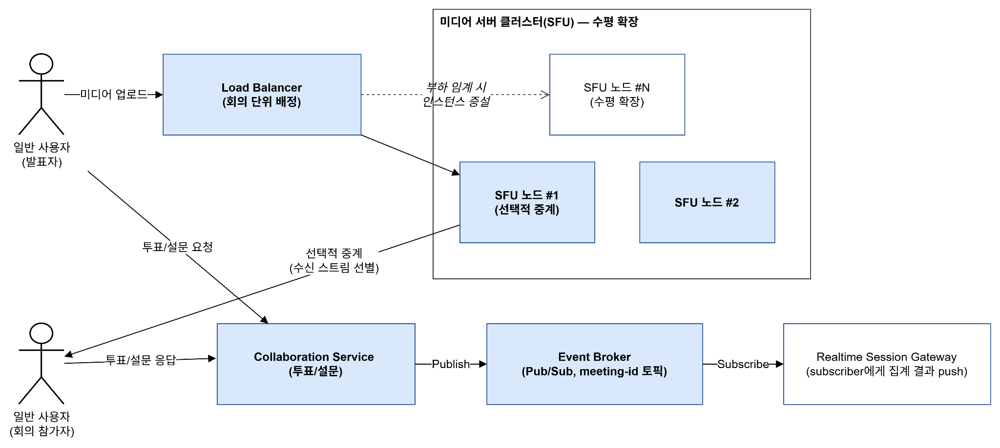 미디어 서버 클러스터(SFU) — 수평 확장
미디어 업로드
Load Balancer
(회의 단위 배정)
부하 임계 시
인스턴스 증설
SFU 노드 #N
(수평 확장)
일반 사용자
(발표자)
SFU 노드 #1
(선택적 중계)
SFU 노드 #2
투표/설문 요청
선택적 중계
(수신 스트림 선별)
투표/설문 응답
Collaboration Service
(투표/설문)
Publish
Event Broker
(Pub/Sub, meeting-id 토픽)
Subscribe
Realtime Session Gateway
(subscriber에게 집계 결과 push)
일반 사용자
(회의 참가자)